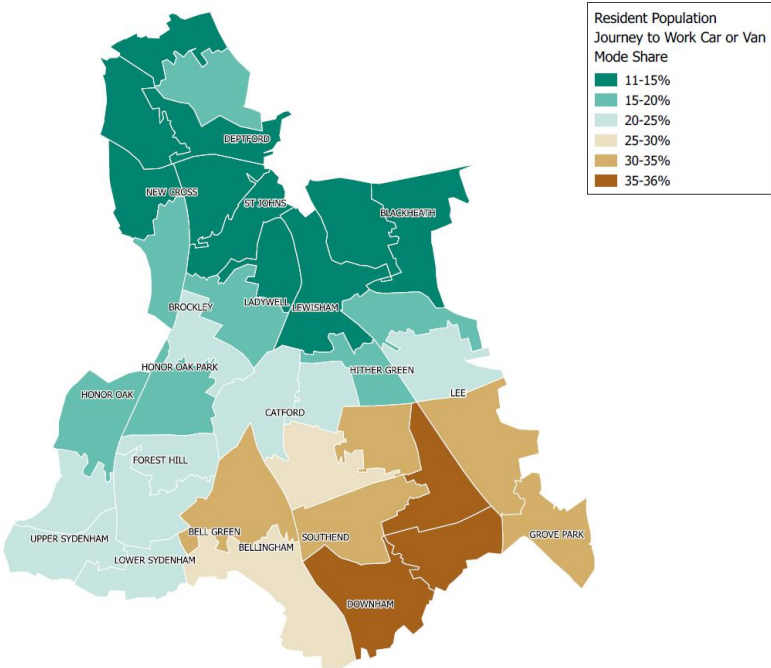 Resident Population
Journey to Work Car or Van
Mode Share
11-15%
15-20%
20-25%
25-30%
30-35%
35-36%
DEPTFORD
NEW CROSS
ST JOHNS
BLACKHEATH
BROCKLEY
LADYWELL
LEWISHAM
HONOR OAK PARK
HITHER GREEN
HONOR OAK
LEE
CATFORD
FOREST HILL
BELL GREEN
UPPER SYDENHAM
SOUTHEND
GROVE PARK
BELLINGHAM
LOWER SYDENHAM
DOWNHAM